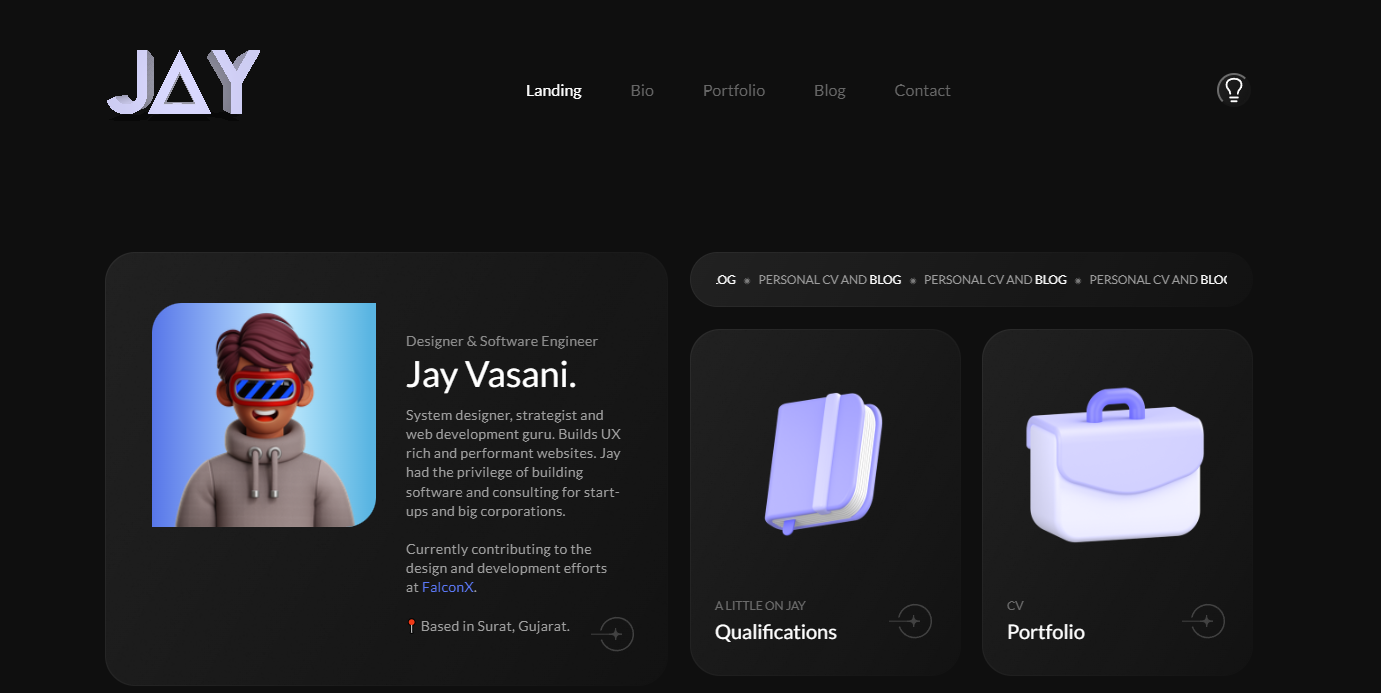 JAY
Landing Bio Portfolio Blog Contact
.OG PERSONAL CV AND BLOG PERSONAL CV AND BLOG PERSONAL CV AND BLOG
Designer & Software Engineer
Jay Vasani.
System designer, strategist and
web development guru. Builds UX
rich and performant websites. Jay
had the privilege of building
software and consulting for start-
ups and big corporations.
Currently contributing to the
design and development efforts
at FalconX.
📍 Based in Surat, Gujarat.
A LITTLE ON JAY
Qualifications
CV
Portfolio